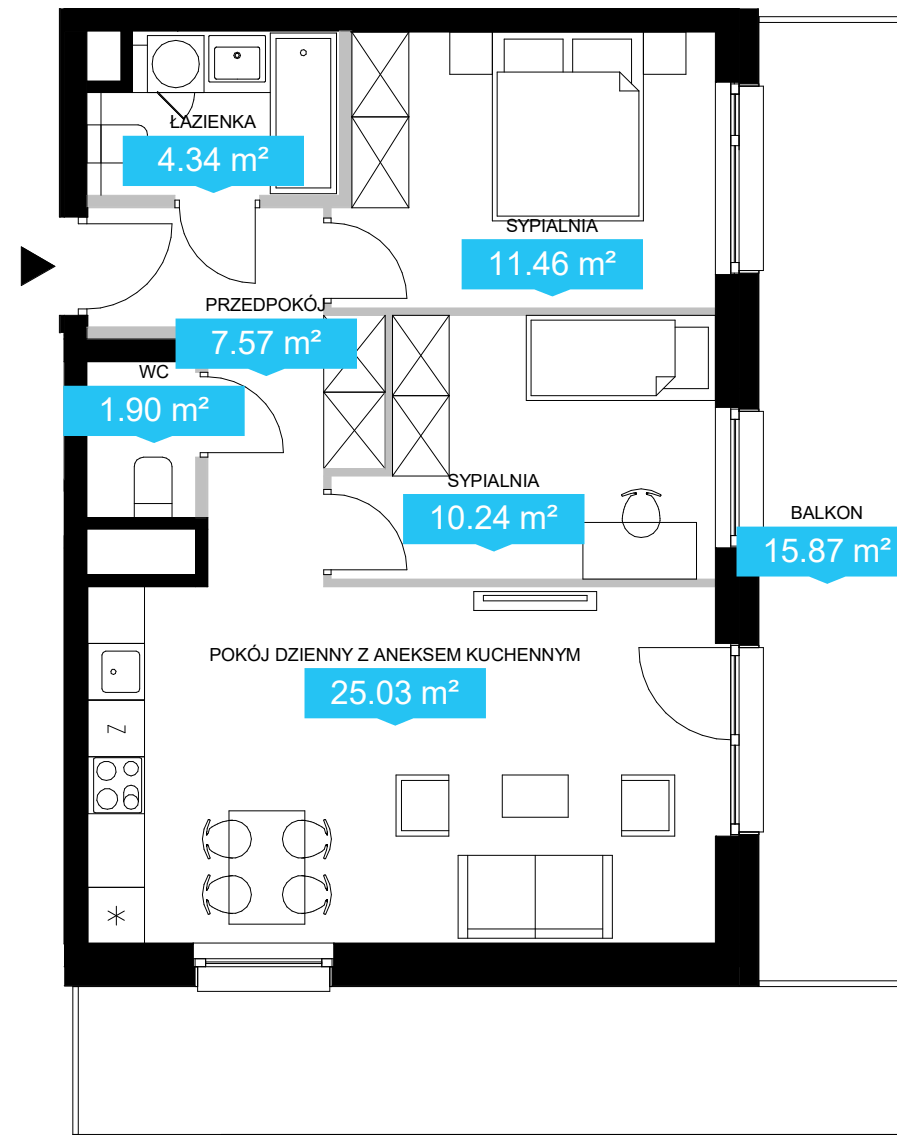 ŁAZIENKA
4.34 m²
SYPIALNIA
11.46 m²
PRZEDPOKÓJ
7.57 m²
WC
1.90 m²
SYPIALNIA
10.24 m²
BALKON
15.87 m²
POKÓJ DZIENNY Z ANEKSEM KUCHENNYM
25.03 m²